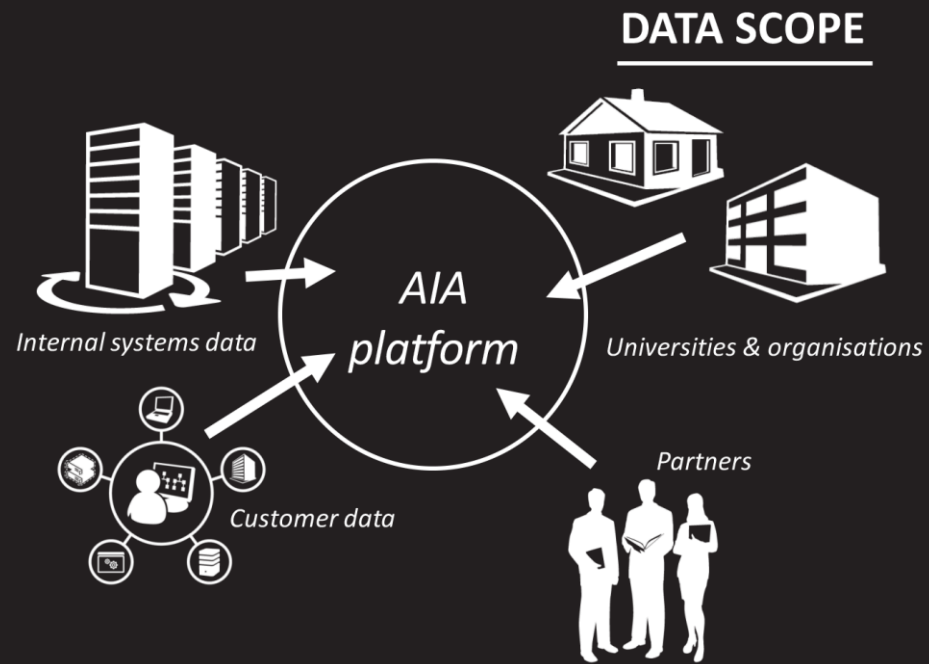 DATA SCOPE
AIA
platform
Internal systems data
Universities & organisations
Partners
Customer data